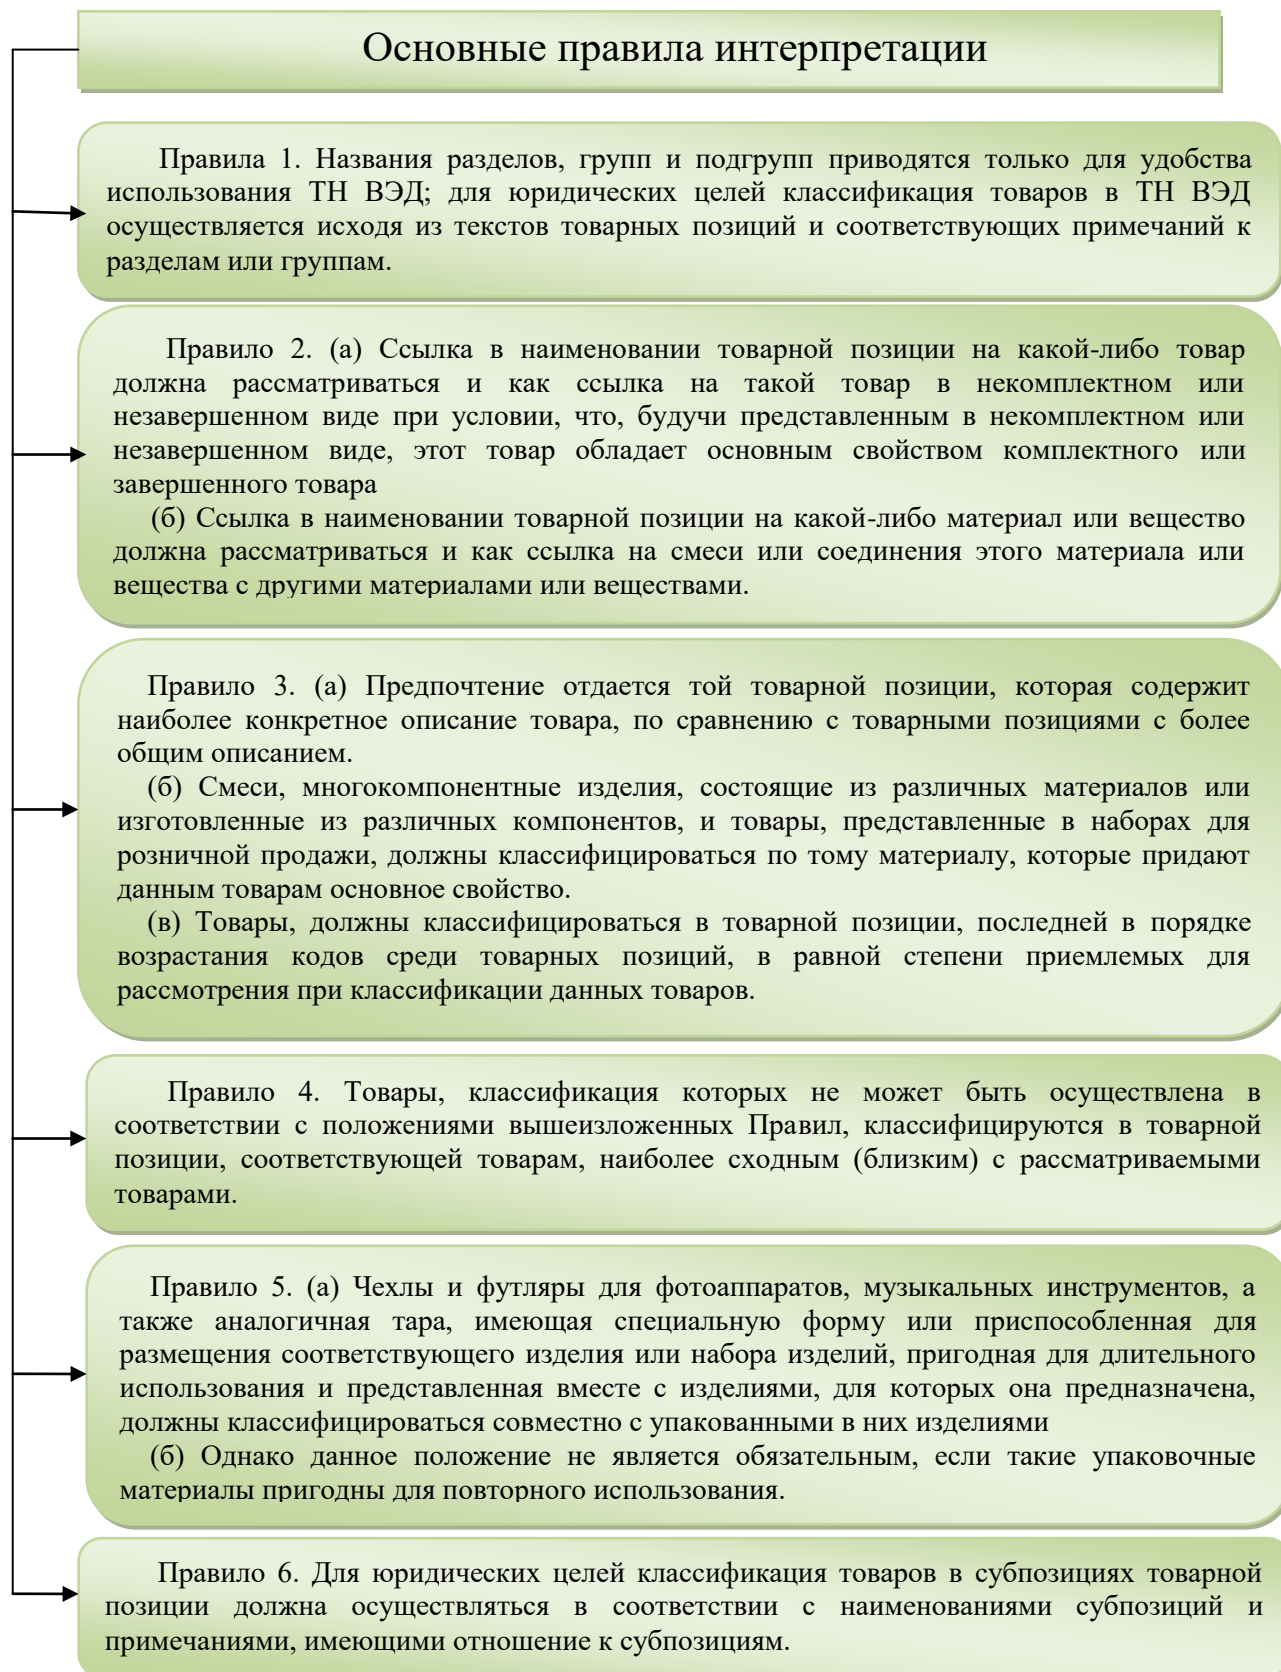 Основные правила интерпретации
Правила 1. Названия разделов, групп и подгрупп приводятся только для удобства
использования ТН ВЭД; для юридических целей классификация товаров в ТН ВЭД
осуществляется исходя из текстов товарных позиций и соответствующих примечаний к
разделам или группам.
Правило 2. (а) Ссылка в наименовании товарной позиции на какой-либо товар
должна рассматриваться и как ссылка на такой товар в некомплектном или
незавершенном виде при условии, что, будучи представленным в некомплектном или
незавершенном виде, этот товар обладает основным свойством комплектного или
завершенного товара
(б) Ссылка в наименовании товарной позиции на какой-либо материал или вещество
должна рассматриваться и как ссылка на смеси или соединения этого материала или
вещества с другими материалами или веществами.
Правило 3. (а) Предпочтение отдается той товарной позиции, которая содержит
наиболее конкретное описание товара, по сравнению с товарными позициями с более
общим описанием.
(б) Смеси, многокомпонентные изделия, состоящие из различных материалов или
изготовленные из различных компонентов, и товары, представленные в наборах для
розничной продажи, должны классифицироваться по тому материалу, которые придают
данным товарам основное свойство.
(в) Товары, должны классифицироваться в товарной позиции, последней в порядке
возрастания кодов среди товарных позиций, в равной степени приемлемых для
рассмотрения при классификации данных товаров.
Правило 4. Товары, классификация которых не может быть осуществлена в
соответствии с положениями вышеизложенных Правил, классифицируются в товарной
позиции, соответствующей товарам, наиболее сходным (близким) с рассматриваемыми
товарами.
Правило 5. (а) Чехлы и футляры для фотоаппаратов, музыкальных инструментов, а
также аналогичная тара, имеющая специальную форму или приспособленная для
размещения соответствующего изделия или набора изделий, пригодная для длительного
использования и представленная вместе с изделиями, для которых она предназначена,
должны классифицироваться совместно с упакованными в них изделиями
(б) Однако данное положение не является обязательным, если такие упаковочные
материалы пригодны для повторного использования.
Правило 6. Для юридических целей классификация товаров в субпозициях товарной
позиции должна осуществляться в соответствии с наименованиями субпозиций и
примечаниями, имеющими отношение к субпозициям.